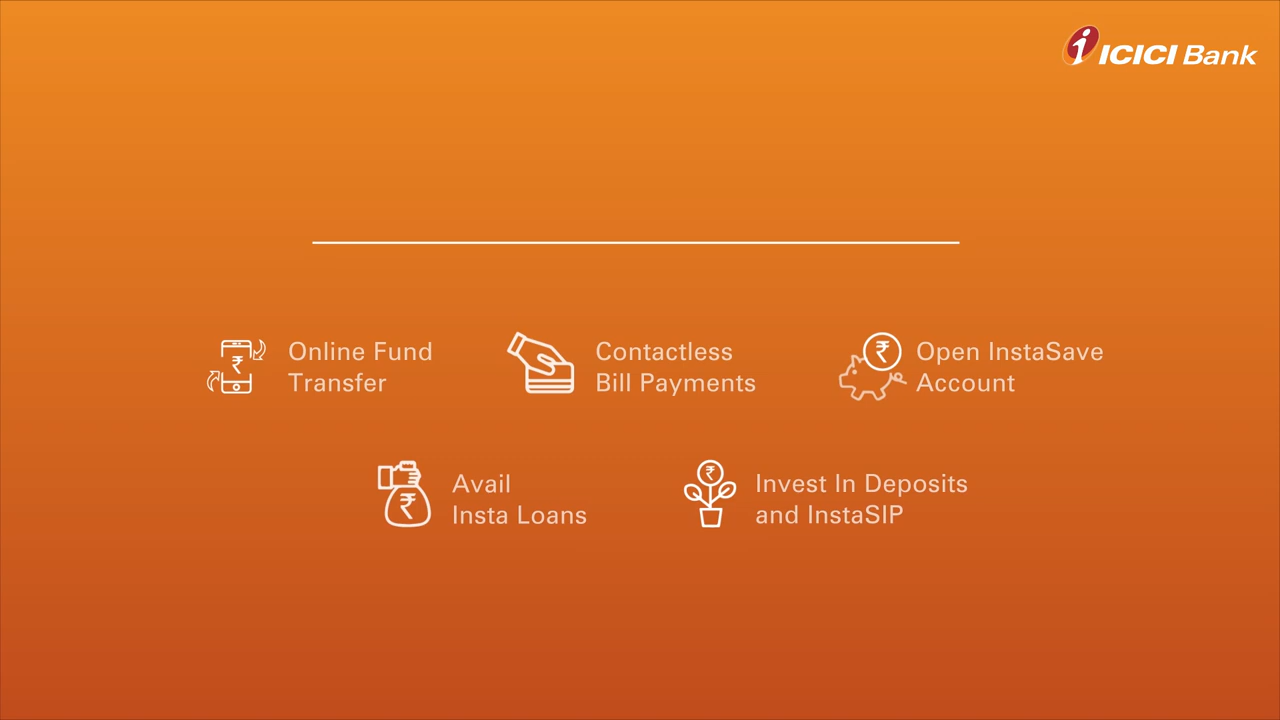 ICICI Bank
Online Fund
Transfer
Contactless
Bill Payments
Open InstaSave
Account
Avail
Insta Loans
Invest In Deposits
and InstaSIP